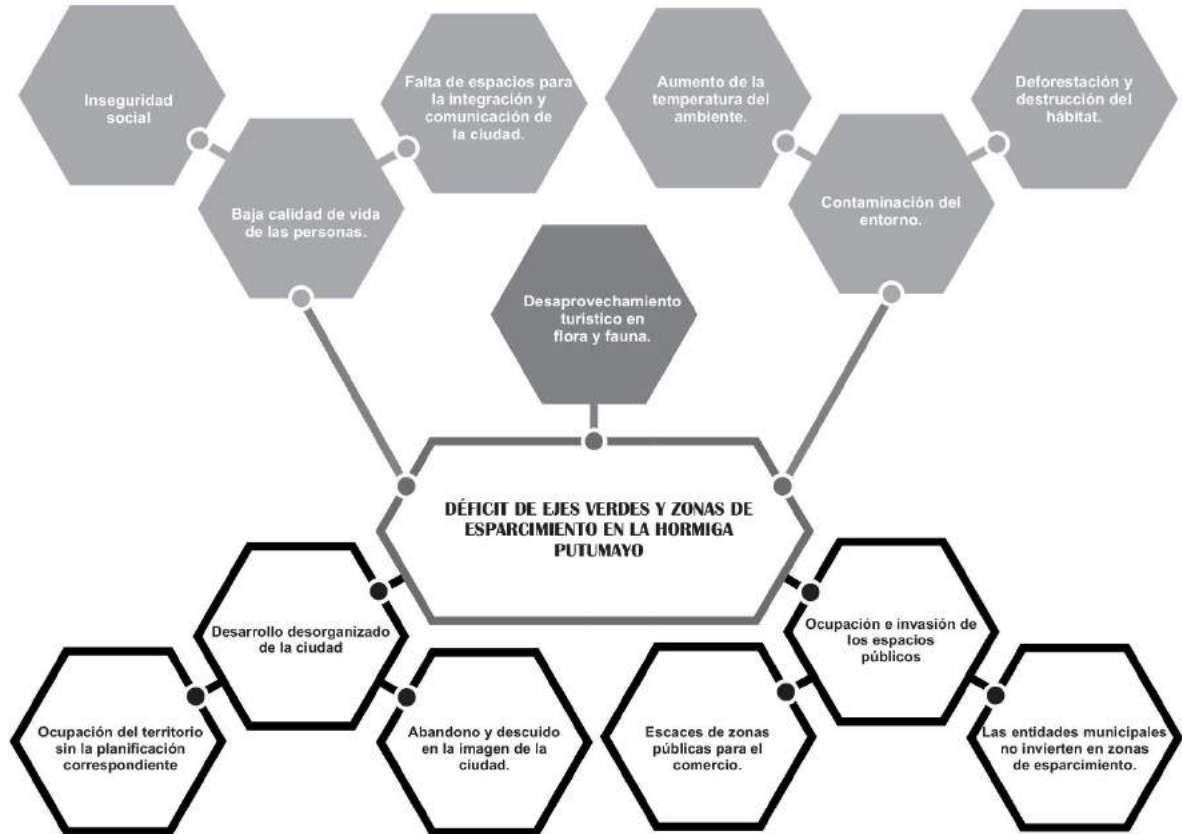 Inseguridad
social
Falta de espacios para
la integración y
comunicación de
la ciudad.
Aumento de la
temperatura del
ambiente.
Deforestación y
destrucción del
hábitat.
Baja calidad de vida
de las personas.
Contaminación del
entorno.
Desaprovechamiento
turístico en
flora y fauna.
DÉFICIT DE EJES VERDES Y ZONAS DE
ESPARCIMIENTO EN LA HORMIGA
PUTUMAYO
Desarrollo desorganizado
de la ciudad
Ocupación e invasión de
los espacios
públicos
Ocupación del territorio
sin la planificación
correspondiente
Abandono y descuido
en la imagen de la
ciudad.
Escaces de zonas
públicas para el
comercio.
Las entidades municipales
no invierten en zonas
de esparcimiento.